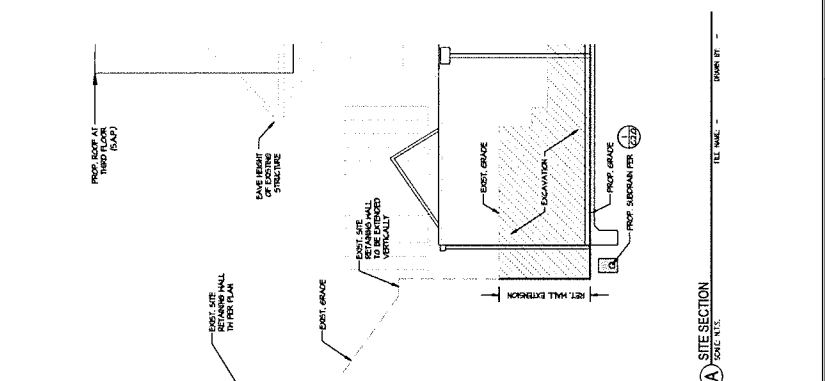 PROP. ROOF AT
THIRD FLOOR
(S.A.P.)
EAVE HEIGHT
OF EXISTING
STRUCTURE
EXIST. SITE
RETAINING WALL
TH PER PLAN
EXIST. GRADE
EXIST. SITE
RETAINING WALL
TO BE EXTENDED
VERTICALLY
EXIST. GRADE
EXCAVATION
PROP. GRADE
PROP. SUBDRAIN PER
1
RET. WALL EXTENSION
A
SITE SECTION
SCALE: N.T.S.
FILE NAME: -
DRAWN BY: -